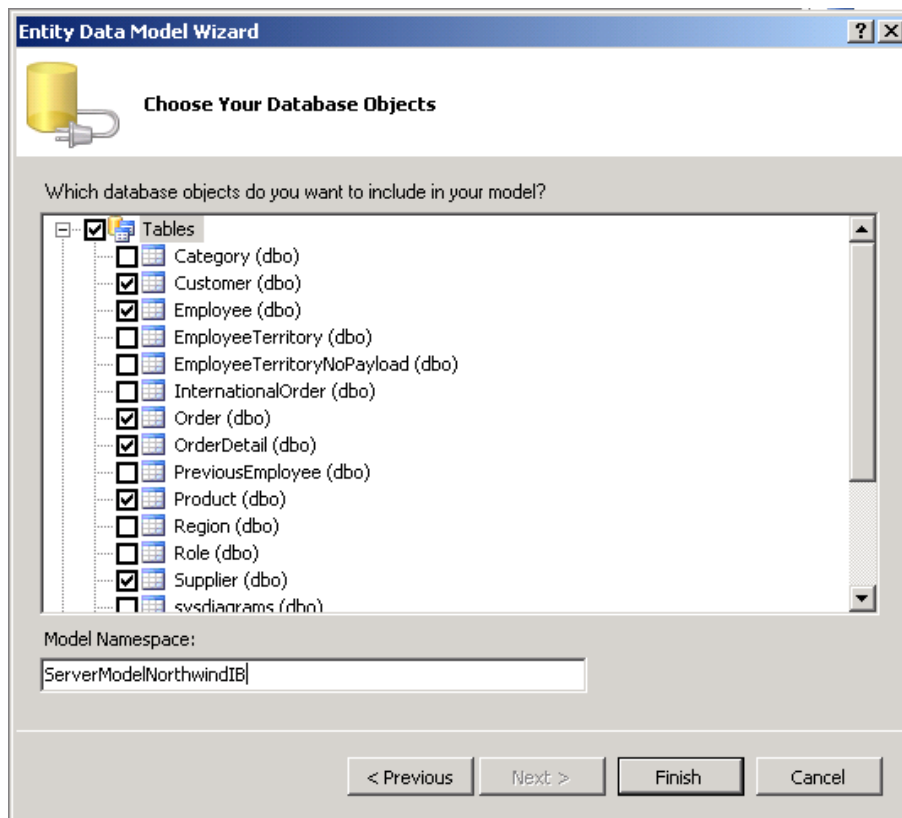 Entity Data Model Wizard
Choose Your Database Objects
Which database objects do you want to include in your model?
Tables
Category (dbo)
Customer (dbo)
Employee (dbo)
EmployeeTerritory (dbo)
EmployeeTerritoryNoPayload (dbo)
InternationalOrder (dbo)
Order (dbo)
OrderDetail (dbo)
PreviousEmployee (dbo)
Product (dbo)
Region (dbo)
Role (dbo)
Supplier (dbo)
sysdiagrams (dbo)
Model Namespace:
ServerModelNorthwindIB
< Previous Next > Finish Cancel